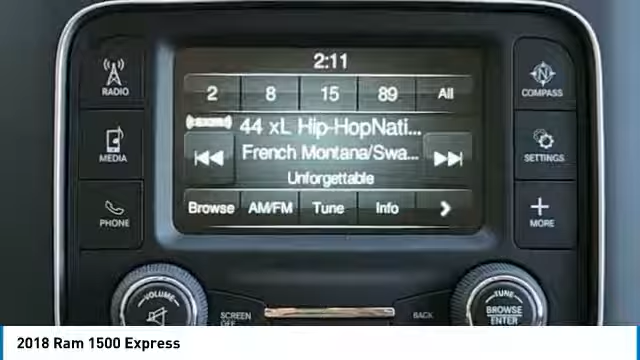 2:11
RADIO
COMPASS
2 8 15 89 All
44 xL Hip-HopNati...
MEDIA
French Montana/Swa...
SETTINGS
Unforgettable
PHONE
Browse AM/FM Tune Info
MORE
VOLUME
SCREEN OFF
BACK
TUNE
BROWSE
ENTER
2018 Ram 1500 Express